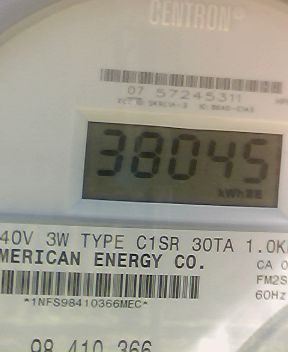 CENTRON®
07 57245311
38045
kWh
40V 3W TYPE C1SR 30TA 1.0K
MERICAN ENERGY CO.
CA 0
FM2S
*1NFS98410366MEC*
60Hz
98 410 366